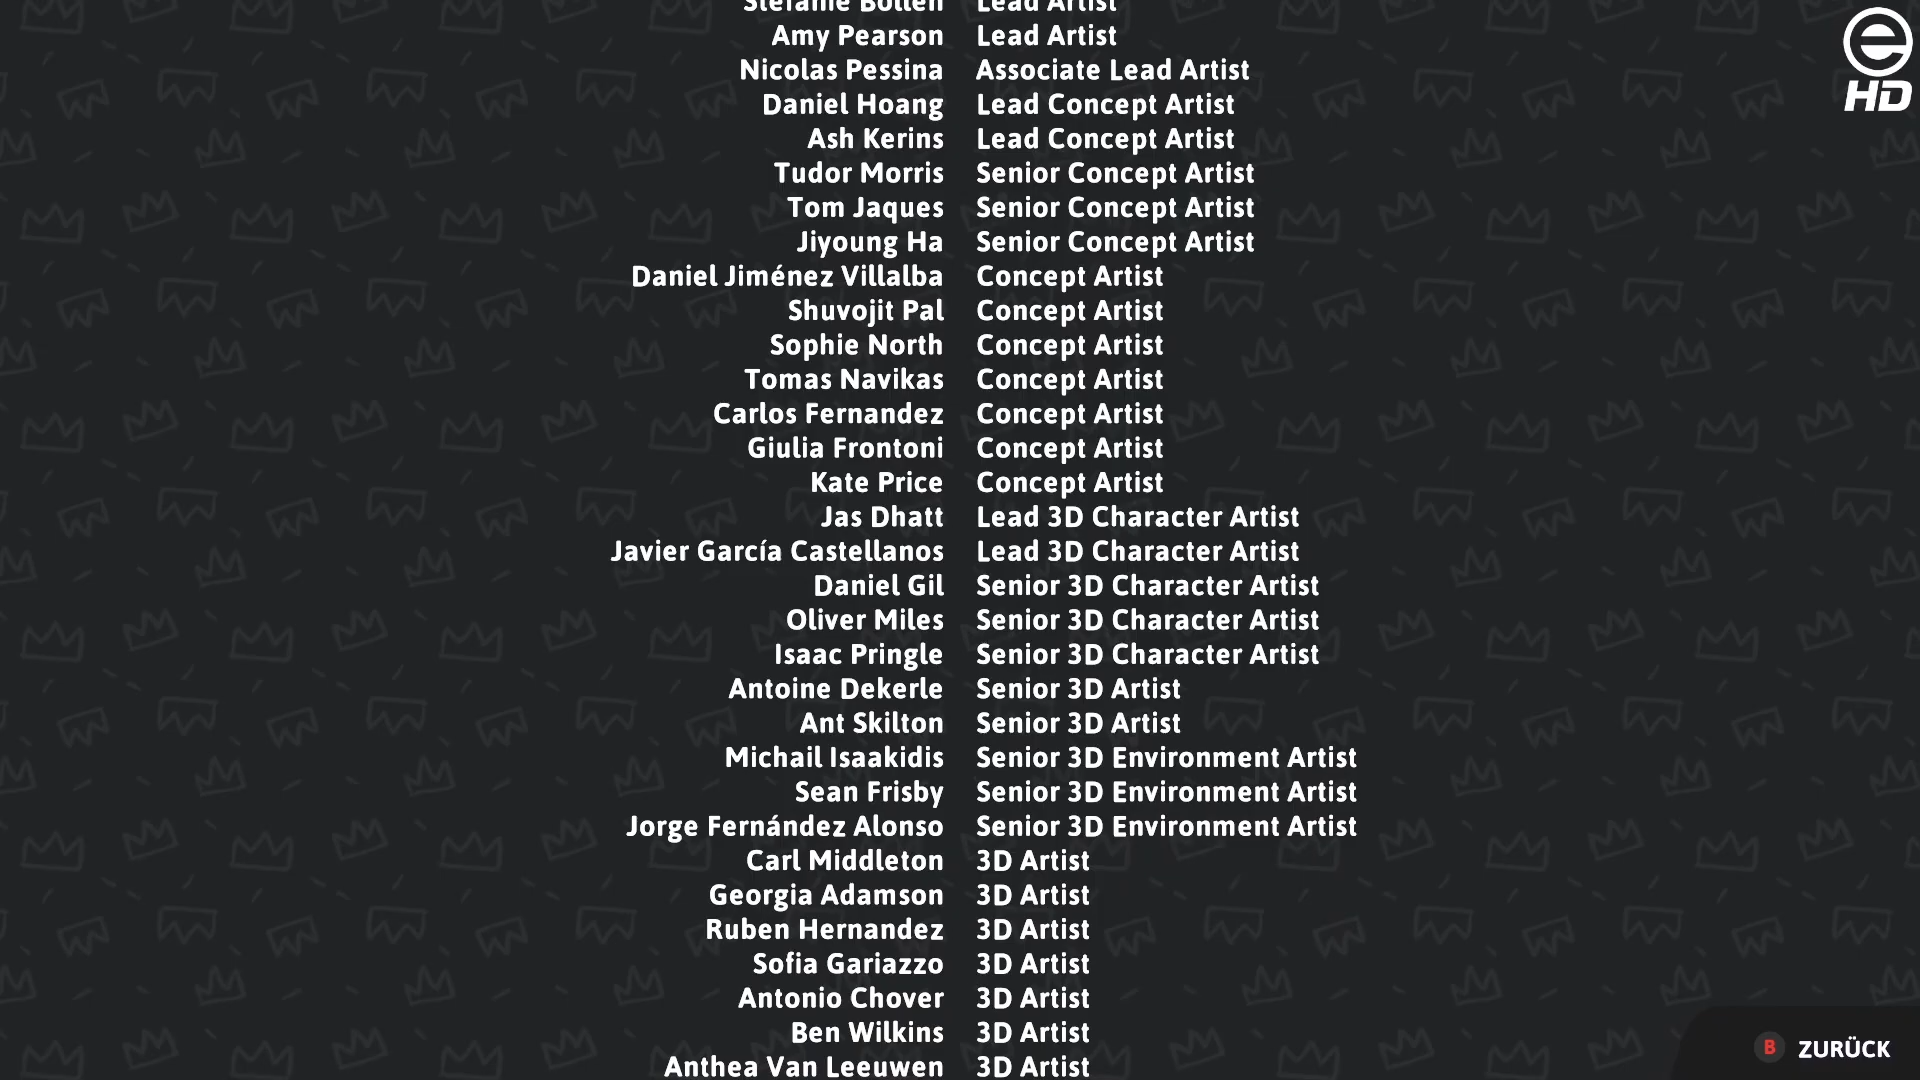 Stefanie Bollen Lead Artist
Amy Pearson Lead Artist
Nicolas Pessina Associate Lead Artist
Daniel Hoang Lead Concept Artist
Ash Kerins Lead Concept Artist
Tudor Morris Senior Concept Artist
Tom Jaques Senior Concept Artist
Jiyoung Ha Senior Concept Artist
Daniel Jiménez Villalba Concept Artist
Shuvojit Pal Concept Artist
Sophie North Concept Artist
Tomas Navikas Concept Artist
Carlos Fernandez Concept Artist
Giulia Frontoni Concept Artist
Kate Price Concept Artist
Jas Dhatt Lead 3D Character Artist
Javier García Castellanos Lead 3D Character Artist
Daniel Gil Senior 3D Character Artist
Oliver Miles Senior 3D Character Artist
Isaac Pringle Senior 3D Character Artist
Antoine Dekerle Senior 3D Artist
Ant Skilton Senior 3D Artist
Michail Isaakidis Senior 3D Environment Artist
Sean Frisby Senior 3D Environment Artist
Jorge Fernández Alonso Senior 3D Environment Artist
Carl Middleton 3D Artist
Georgia Adamson 3D Artist
Ruben Hernandez 3D Artist
Sofia Gariazzo 3D Artist
Antonio Chover 3D Artist
Ben Wilkins 3D Artist
Anthea Van Leeuwen 3D Artist
e
HD
B ZURÜCK